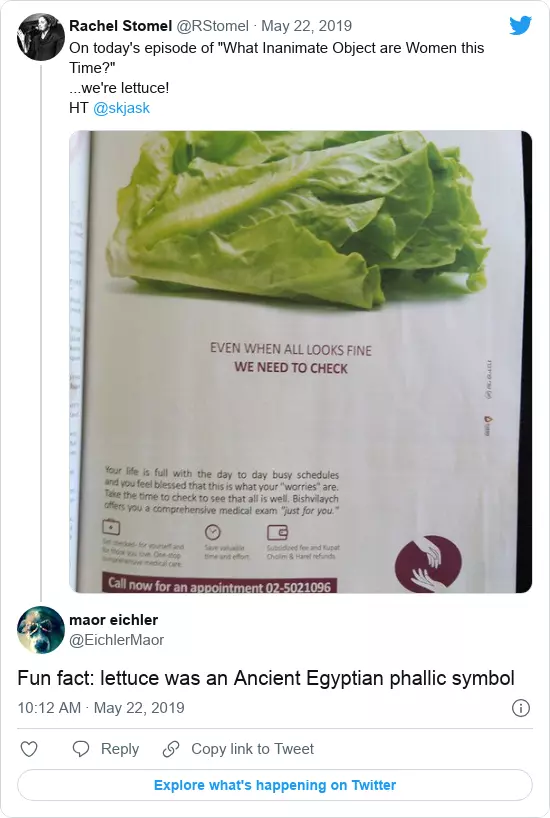 Rachel Stomel @RStomel · May 22, 2019
On today's episode of "What Inanimate Object are Women this
Time?"
...we're lettuce!
HT @skjask
EVEN WHEN ALL LOOKS FINE
WE NEED TO CHECK
Your life is full with the day to day busy schedules
and you feel blessed that this is what your "worries" are.
Take the time to check to see that all is well. Bishvilaych
offers you a comprehensive medical exam "just for you."
Get checked- for yourself and
for those you love. One-stop
comprehensive medical care.
Save valuable
time and effort.
Subsidized fee and Kupat
Cholim & Harel refunds.
Call now for an appointment 02-5021096
maor eichler
@EichlerMaor
Fun fact: lettuce was an Ancient Egyptian phallic symbol
10:12 AM · May 22, 2019
Reply
Copy link to Tweet
Explore what's happening on Twitter